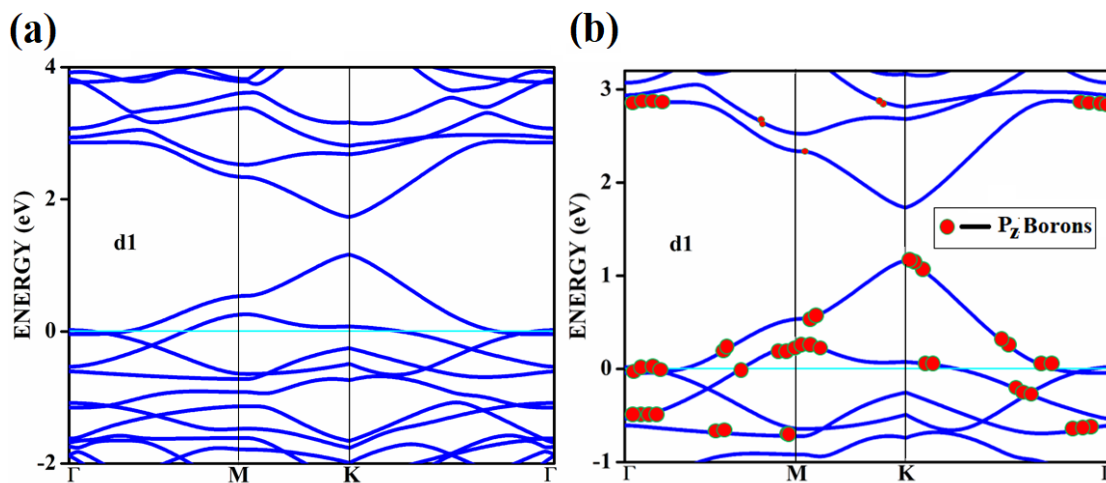 (a)
(b)
ENERGY (eV)
4
2
0
-2
d1
Γ
M
K
Γ
ENERGY (eV)
3
2
1
0
-1
d1
Pz Borons
Γ
M
K
Γ